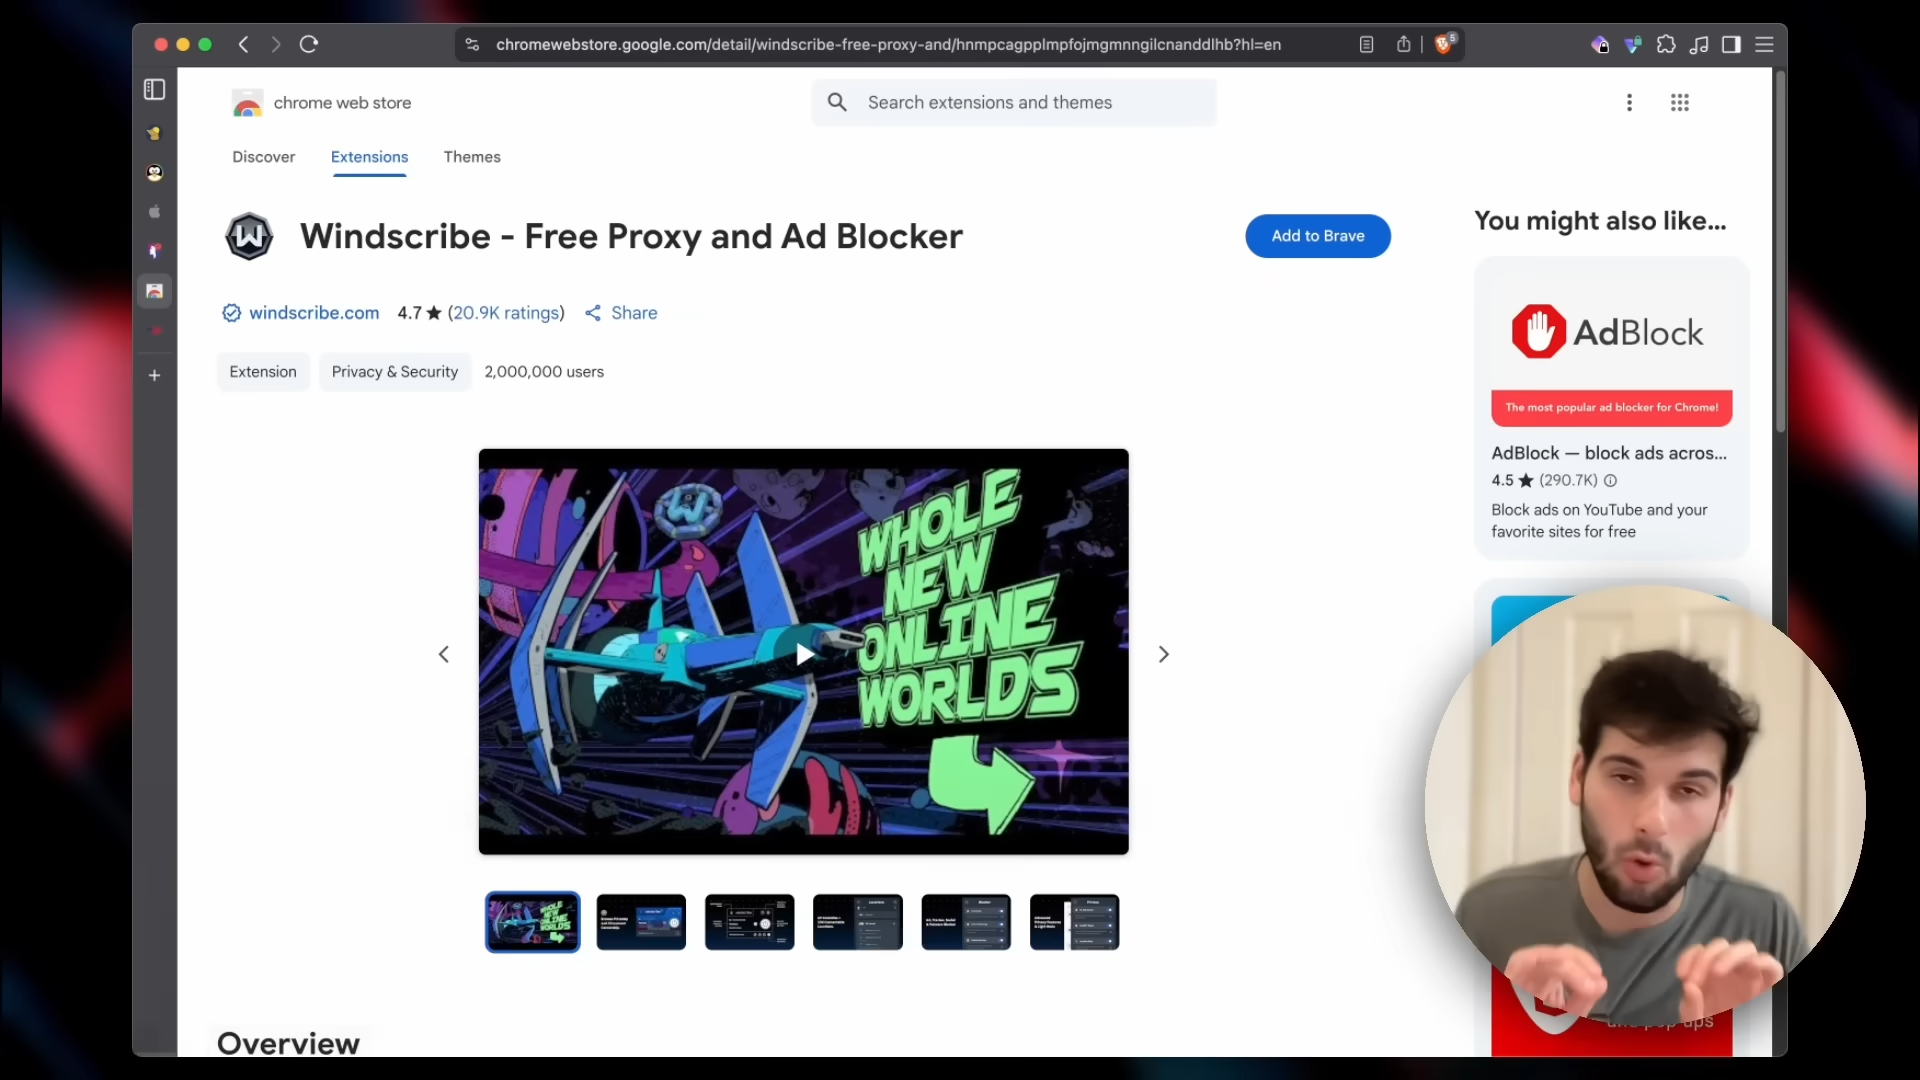 chromewebstore.google.com/detail/windscribe-free-proxy-and/hnmpcagpplmpfojmgmnngilcnanddlhb?hl=en
5
chrome web store
Search extensions and themes
Discover
Extensions
Themes
Windscribe - Free Proxy and Ad Blocker
Add to Brave
You might also like...
windscribe.com
4.7 ★ (20.9K ratings)
Share
Extension
Privacy & Security
2,000,000 users
AdBlock
The most popular ad blocker for Chrome!
AdBlock — block ads acros...
4.5 ★ (290.7K)
Block ads on YouTube and your
favorite sites for free
W
WHOLE
NEW
ONLINE
WORLDS
Overview